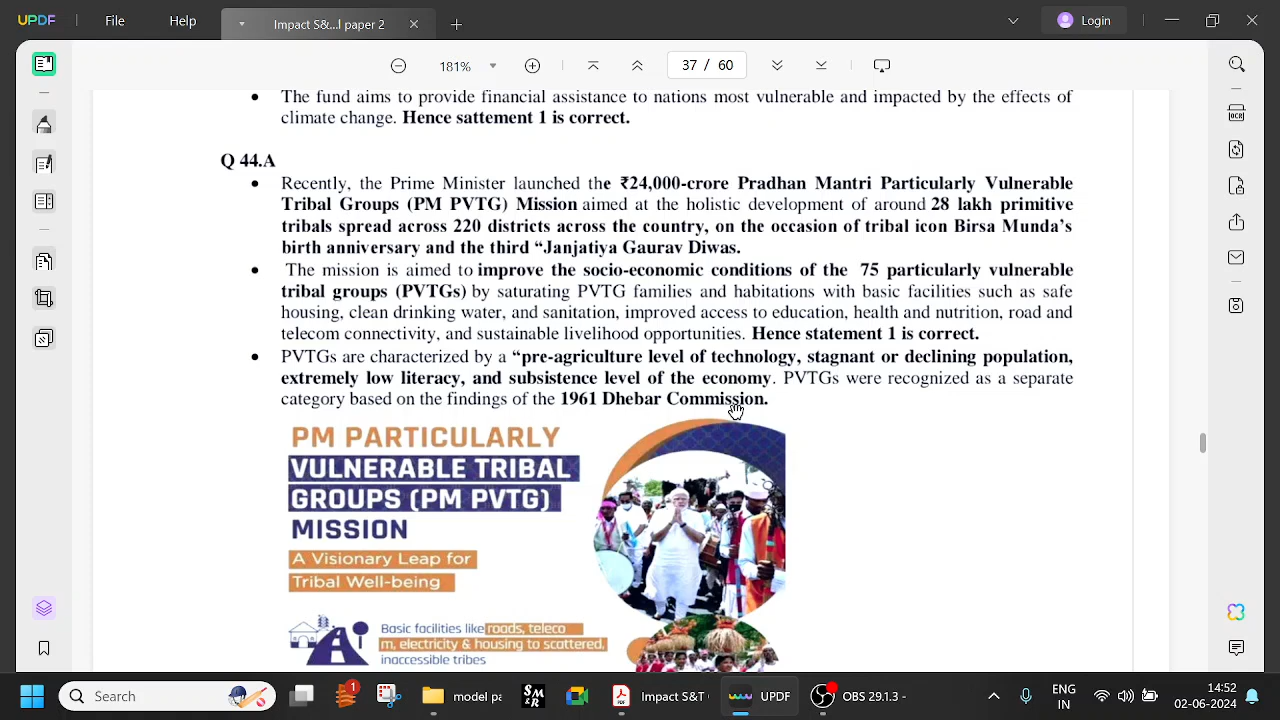 UPDF File Help Impact S&...l paper 2 Login
181% 37 / 60
The fund aims to provide financial assistance to nations most vulnerable and impacted by the effects of
climate change. Hence sattement 1 is correct.
Q 44.A
Recently, the Prime Minister launched the ₹24,000-crore Pradhan Mantri Particularly Vulnerable
Tribal Groups (PM PVTG) Mission aimed at the holistic development of around 28 lakh primitive
tribals spread across 220 districts across the country, on the occasion of tribal icon Birsa Munda's
birth anniversary and the third “Janjatiya Gaurav Diwas.
The mission is aimed to improve the socio-economic conditions of the 75 particularly vulnerable
tribal groups (PVTGs) by saturating PVTG families and habitations with basic facilities such as safe
housing, clean drinking water, and sanitation, improved access to education, health and nutrition, road and
telecom connectivity, and sustainable livelihood opportunities. Hence statement 1 is correct.
PVTGs are characterized by a “pre-agriculture level of technology, stagnant or declining population,
extremely low literacy, and subsistence level of the economy. PVTGs were recognized as a separate
category based on the findings of the 1961 Dhebar Commission.
PM PARTICULARLY
VULNERABLE TRIBAL
GROUPS (PM PVTG)
MISSION
A Visionary Leap for
Tribal Well-being
Basic facilities like roads, teleco
m, electricity & housing to scattered,
inaccessible tribes
OCR
Search 1 model pa Impact S&T UPDF OBS 29.1.3 - ENG 14:52
IN 02-06-2024